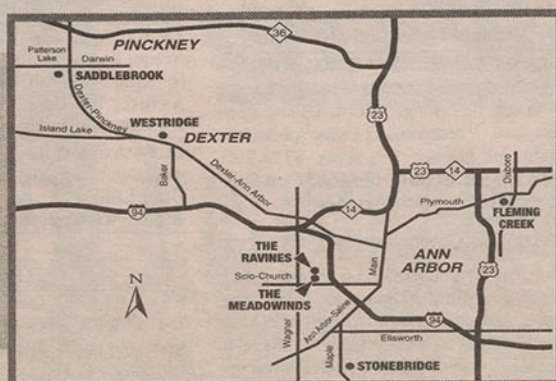 PINCKNEY
36
Patterson
Lake
Darwin
SADDLEBROOK
Dexter-Pinckney
WESTRIDGE
Island Lake
DEXTER
23
Baker
Dexter-Ann Arbor
23
14
Dixboro
Plymouth
94
14
FLEMING
CREEK
THE
RAVINES
Main
ANN
ARBOR
23
N
Scio-Church
THE
MEADOWINDS
Wagner
Ann Arbor-Saline
94
Maple
Ellsworth
STONEBRIDGE